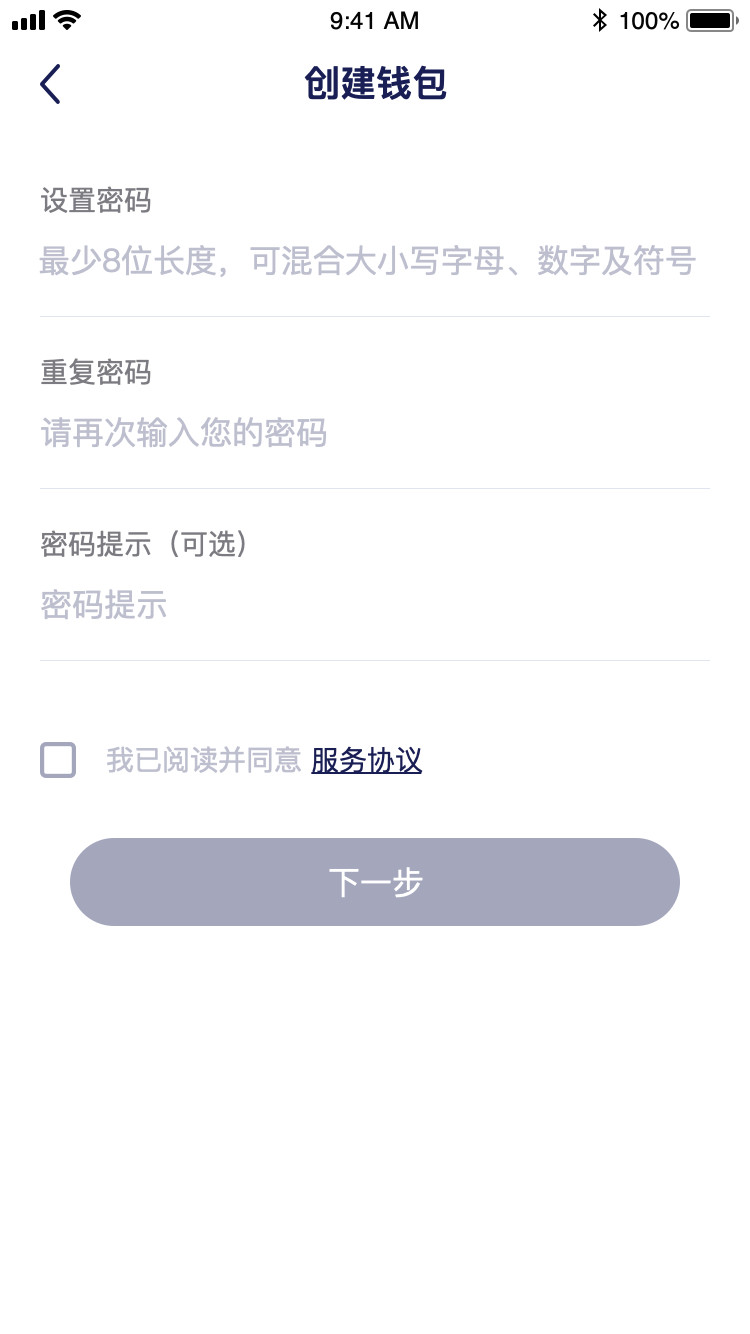 9:41 AM
100%
创建钱包
设置密码
最少8位长度，可混合大小写字母、数字及符号
重复密码
请再次输入您的密码
密码提示（可选）
密码提示
我已阅读并同意 服务协议
下一步